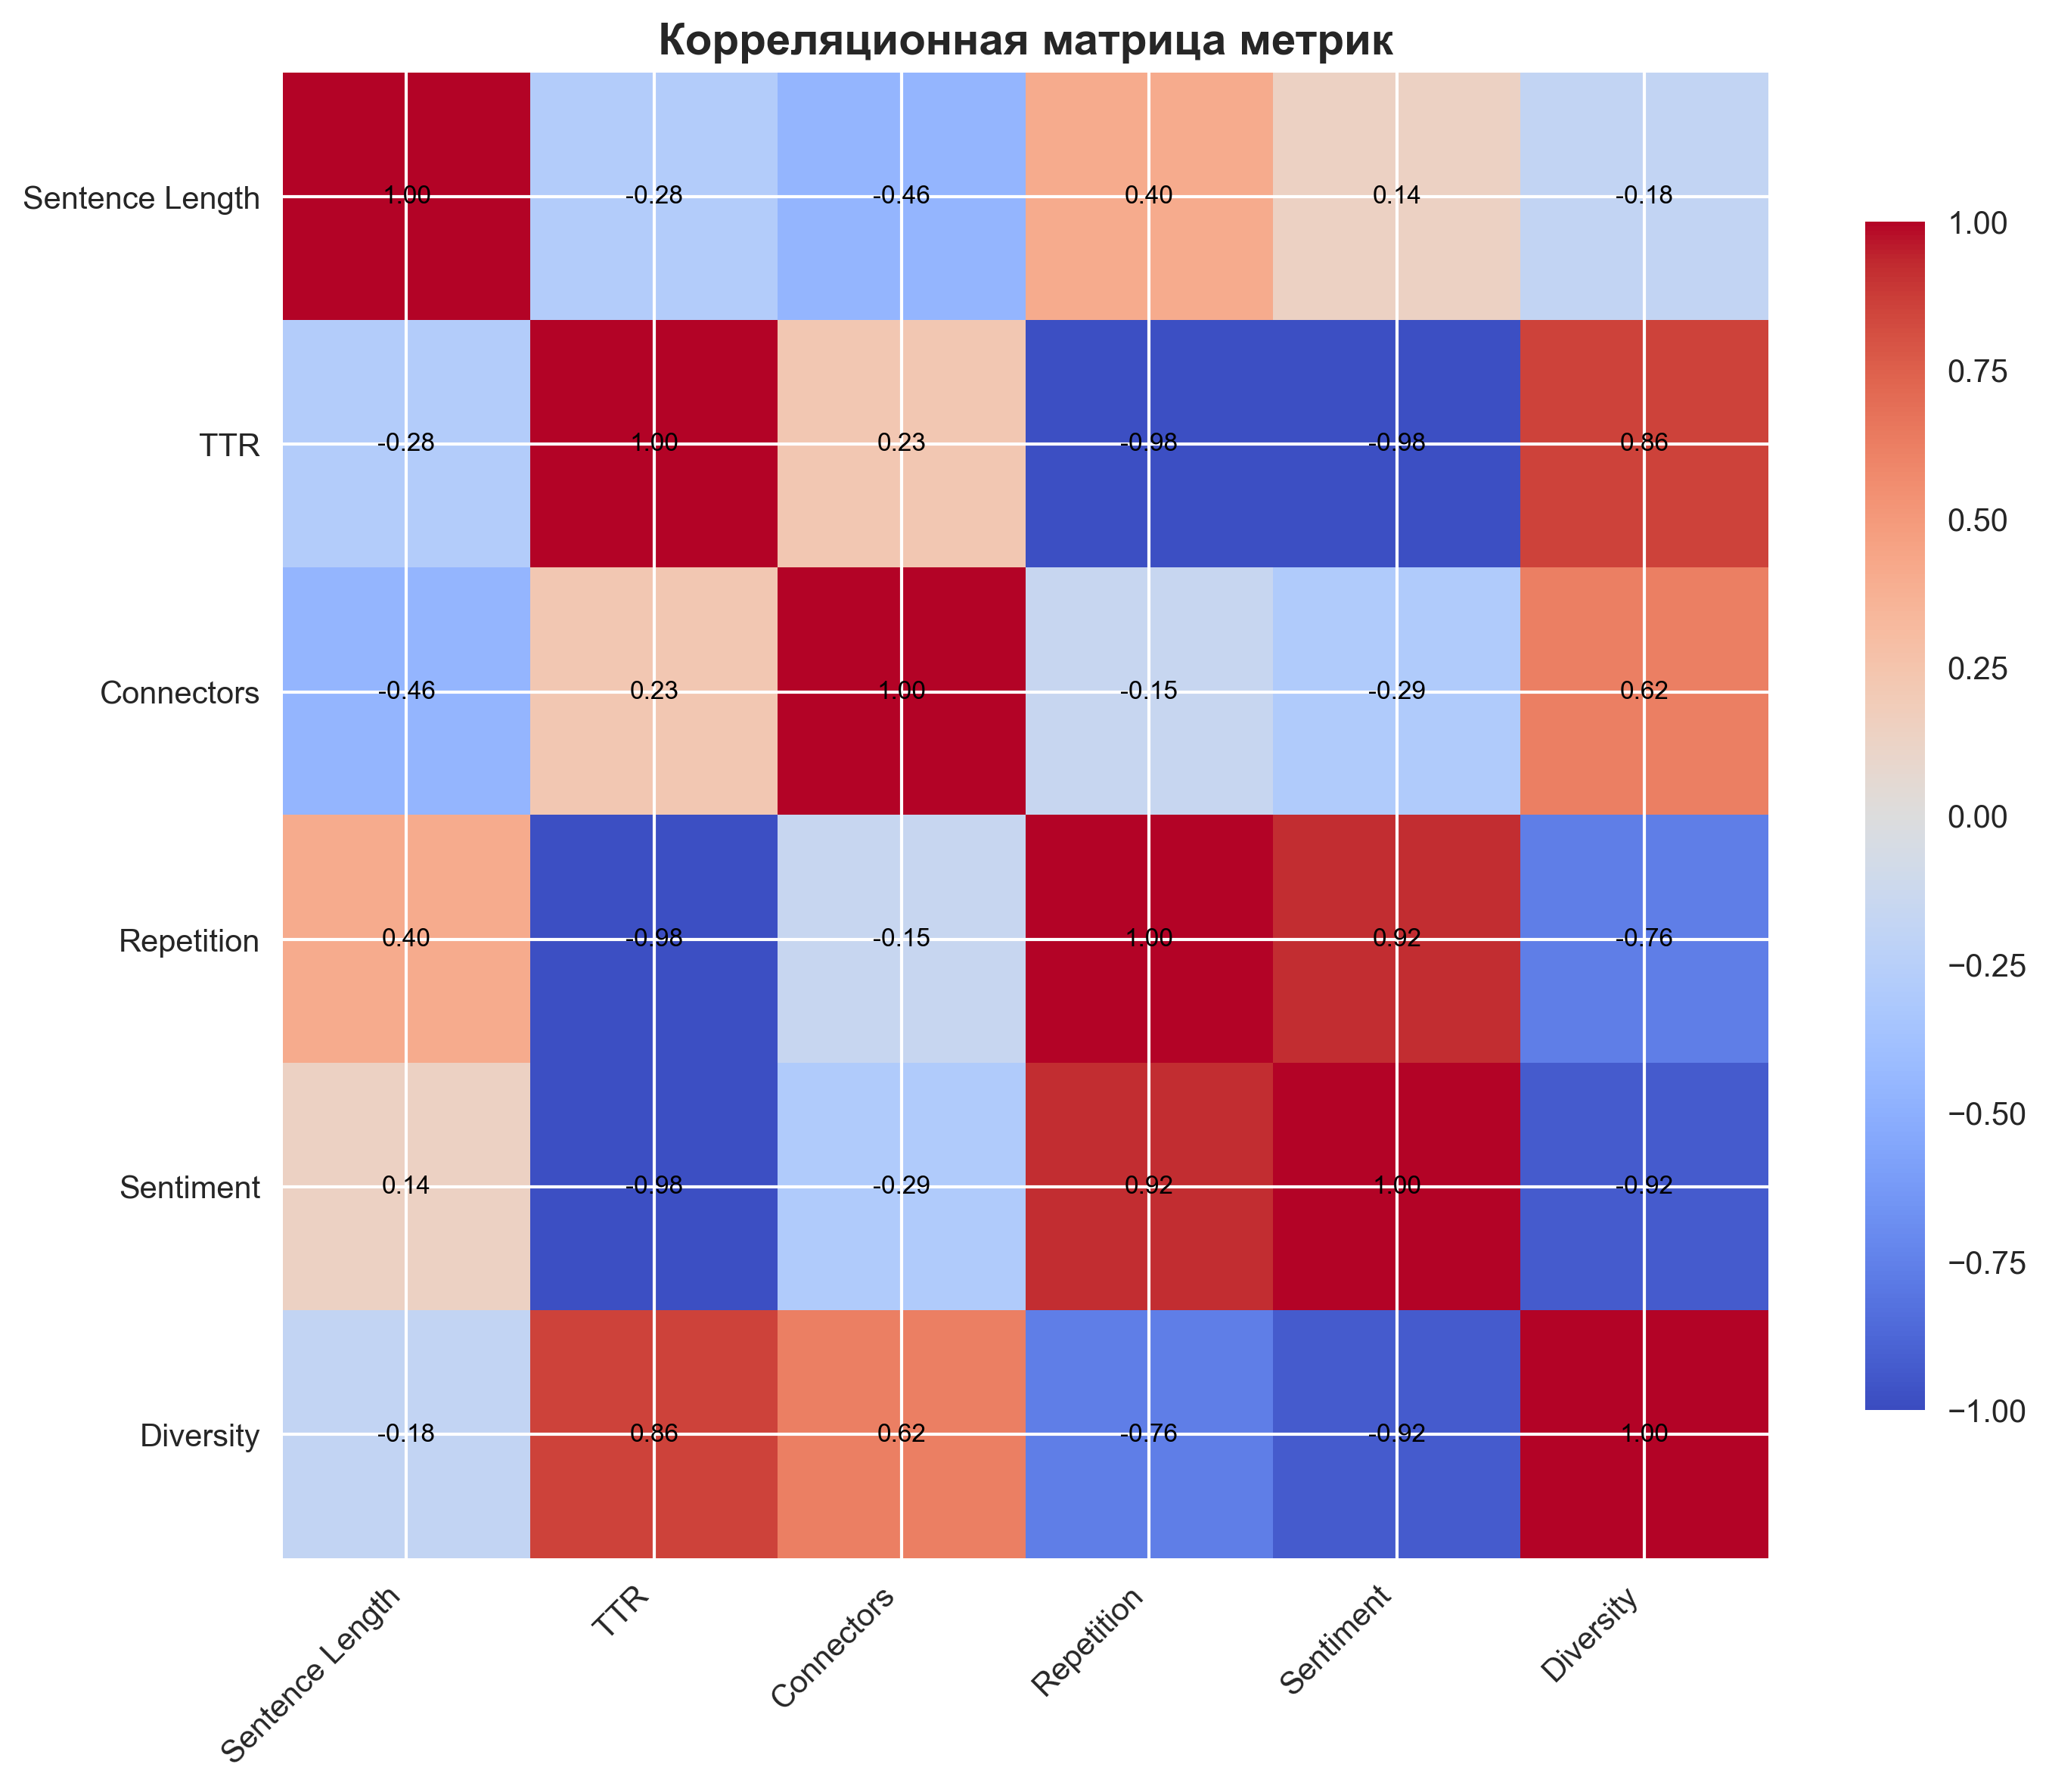 Корреляционная матрица метрик
Sentence Length 1.00 -0.28 -0.46 0.40 0.14 -0.18
TTR -0.28 1.00 0.23 -0.98 -0.98 0.86
Connectors -0.46 0.23 1.00 -0.15 -0.29 0.62
Repetition 0.40 -0.98 -0.15 1.00 0.92 -0.76
Sentiment 0.14 -0.98 -0.29 0.92 1.00 -0.92
Diversity -0.18 0.86 0.62 -0.76 -0.92 1.00
Sentence Length
TTR
Connectors
Repetition
Sentiment
Diversity
1.00
0.75
0.50
0.25
0.00
−0.25
−0.50
−0.75
−1.00